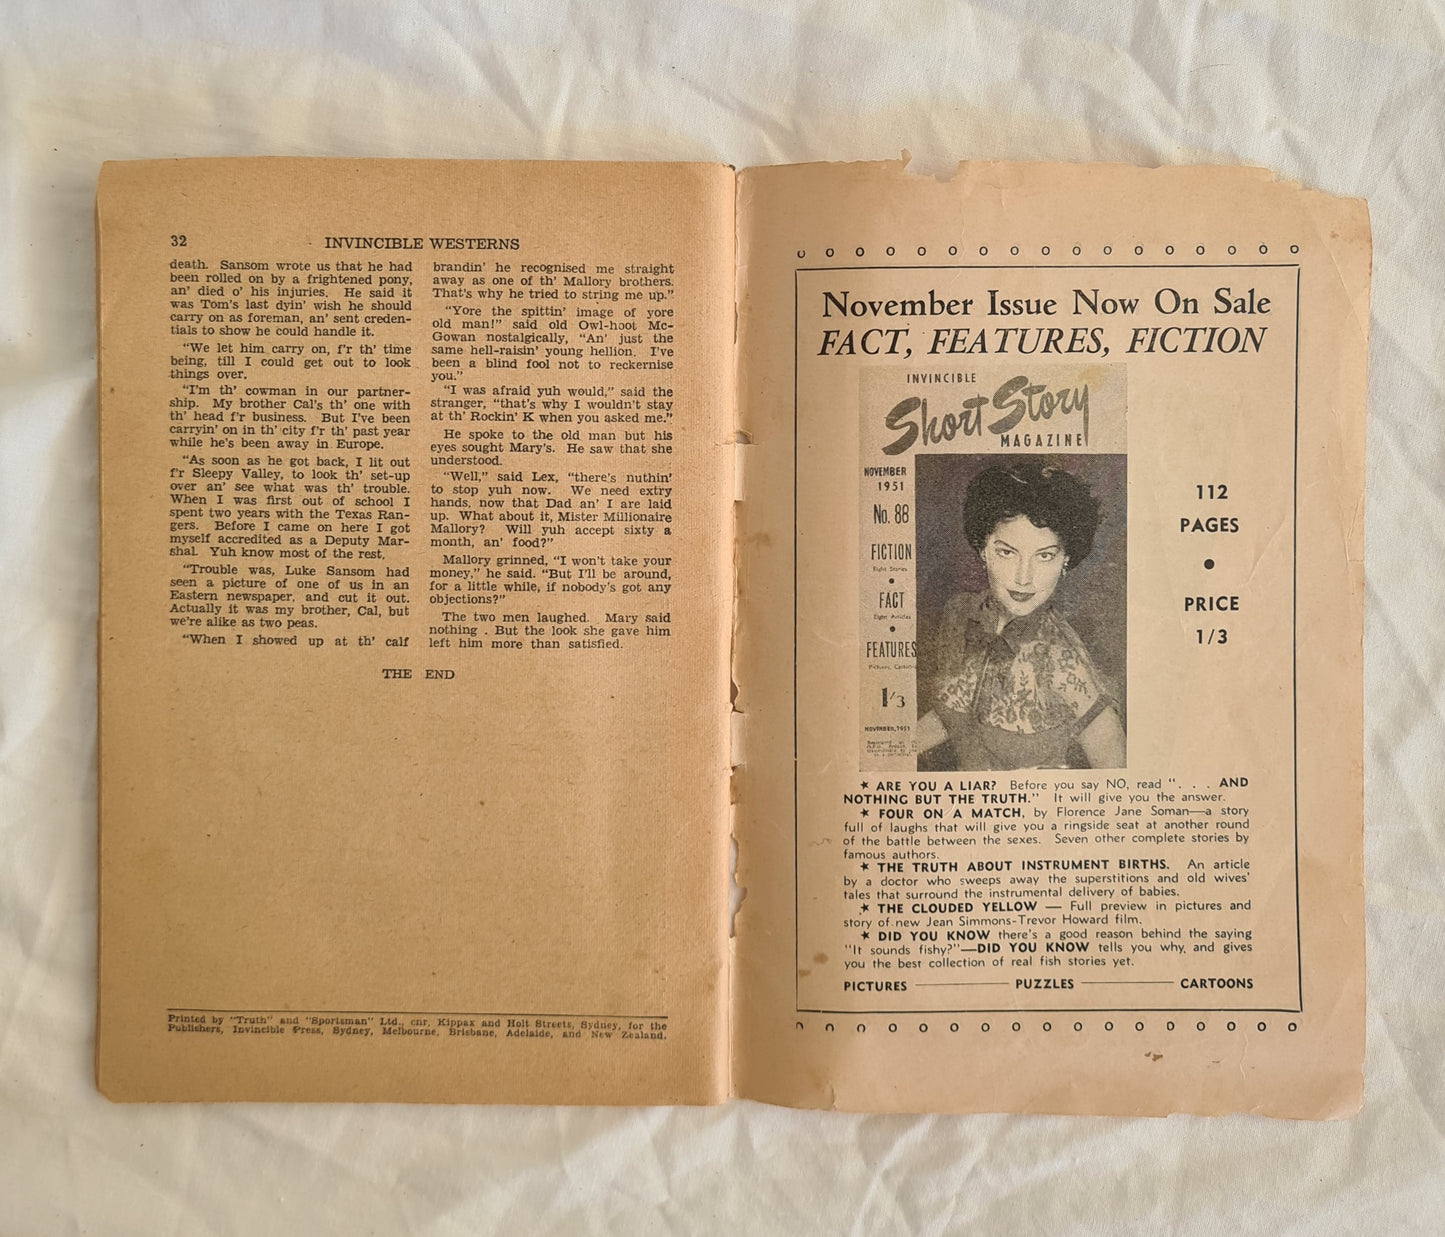 32
INVINCIBLE WESTERNS
death. Sansom wrote us that he had
been rolled on by a frightened pony,
an' died o' his injuries. He said it
was Tom's last dyin' wish he should
carry on as foreman, an' sent creden-
tials to show he could handle it.
"We let him carry on, f'r th' time
being, till I could get out to look
things over.
"I'm th' cowman in our partner-
ship. My brother Cal's th' one with
th' head f'r business. But I've been
carryin' on in th' city f'r th' past year
while he's been away in Europe.
"As soon as he got back, I lit out
f'r Sleepy Valley, to look th' set-up
over an' see what was th' trouble.
When I was first out of school I
spent two years with the Texas Ran-
gers. Before I came on here I got
myself accredited as a Deputy Mar-
shal. Yuh know most of the rest.
"Trouble was, Luke Sansom had
seen a picture of one of us in an
Eastern newspaper, and cut it out.
Actually it was my brother, Cal, but
we're alike as two peas.
"When I showed up at th' calf
brandin' he recognised me straight
away as one of th' Mallory brothers.
That's why he tried to string me up."
"Yore the spittin' image of yore
old man!" said old Owl-hoot Mc-
Gowan nostalgically, "An' just the
same hell-raisin' young hellion. I've
been a blind fool not to reckernise
you."
"I was afraid yuh would," said the
stranger, "that's why I wouldn't stay
at th' Rockin' K when you asked me."
He spoke to the old man but his
eyes sought Mary's. He saw that she
understood.
"Well," said Lex, "there's nuthin'
to stop yuh now. We need extry
hands, now that Dad an' I are laid
up. What about it, Mister Millionaire
Mallory? Will yuh accept sixty a
month, an' food?"
Mallory grinned, "I won't take your
money," he said. "But I'll be around,
for a little while, if nobody's got any
objections?"
The two men laughed. Mary said
nothing . But the look she gave him
left him more than satisfied.
THE END
Printed by "Truth" and "Sportsman" Ltd., cnr. Kippax and Holt Streets, Sydney, for the
Publishers, Invincible Press, Sydney, Melbourne, Brisbane, Adelaide, and New Zealand.
November Issue Now On Sale
FACT, FEATURES, FICTION
INVINCIBLE
Short Story
MAGAZINE
NOVEMBER
1951
No. 88
FICTION
Eight Stories
FACT
Eight Articles
FEATURES
Pictures,
1/3
NOVEMBER, 1951
112
PAGES
PRICE
1/3
★ ARE YOU A LIAR? Before you say NO, read ". . . AND
NOTHING BUT THE TRUTH." It will give you the answer.
★ FOUR ON A MATCH, by Florence Jane Soman—a story
full of laughs that will give you a ringside seat at another round
of the battle between the sexes. Seven other complete stories by
famous authors.
★ THE TRUTH ABOUT INSTRUMENT BIRTHS. An article
by a doctor who sweeps away the superstitions and old wives'
tales that surround the instrumental delivery of babies.
★ THE CLOUDED YELLOW — Full preview in pictures and
story of new Jean Simmons-Trevor Howard film.
★ DID YOU KNOW there's a good reason behind the saying
"It sounds fishy?"—DID YOU KNOW tells you why, and gives
you the best collection of real fish stories yet.
PICTURES PUZZLES CARTOONS